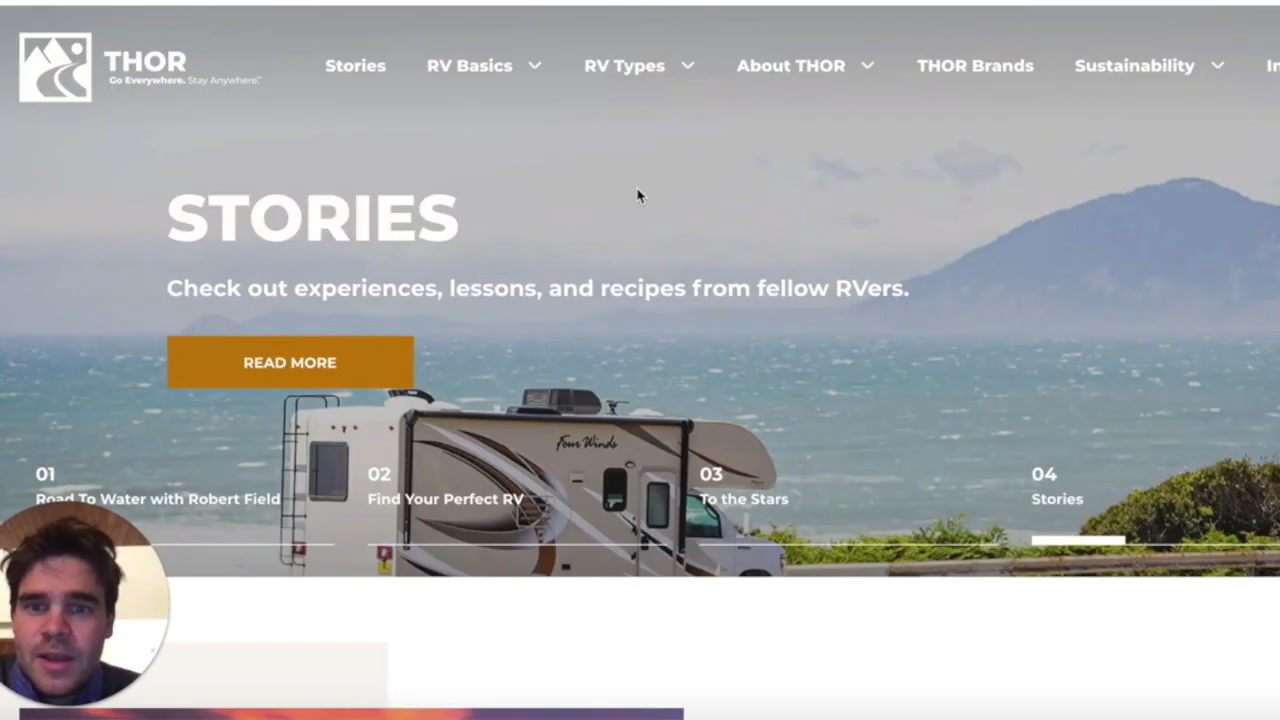 THOR
Go Everywhere. Stay Anywhere.™
Stories
RV Basics
RV Types
About THOR
THOR Brands
Sustainability
STORIES
Check out experiences, lessons, and recipes from fellow RVers.
READ MORE
Four Winds
01
Road To Water with Robert Field
02
Find Your Perfect RV
03
To the Stars
04
Stories